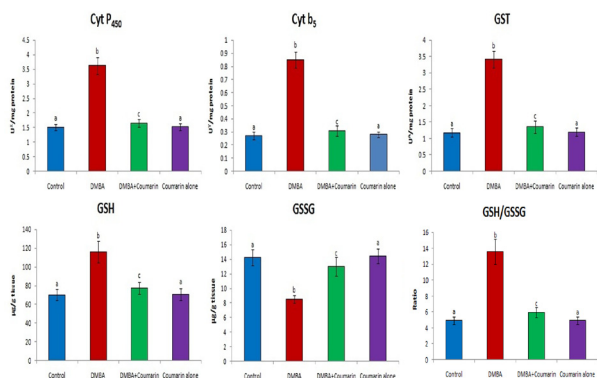 Cyt P450
4.5
4
3.5
3
2.5
2
1.5
1
0.5
0
a
b
c
a
Control
DMBA
DMBA+Coumarin
Coumarin alone
Cyt b5
1
0.9
0.8
0.7
0.6
0.5
0.4
0.3
0.2
0.1
0
a
b
c
a
Control
DMBA
DMBA+Coumarin
Coumarin alone
GST
4
3.5
3
2.5
2
1.5
1
0.5
0
a
b
c
a
Control
DMBA
DMBA+Coumarin
Coumarin alone
GSH
µg/g tissue
140
120
100
80
60
40
20
0
a
b
c
a
Control
DMBA
DMBA+Coumarin
Coumarin alone
GSSG
µg/g tissue
18
16
14
12
10
8
6
4
2
0
a
b
c
a
Control
DMBA
DMBA+Coumarin
Coumarin alone
GSH/GSSG
Ratio
16
14
12
10
8
6
4
2
0
a
b
c
a
Control
DMBA
DMBA+Coumarin
Coumarin alone